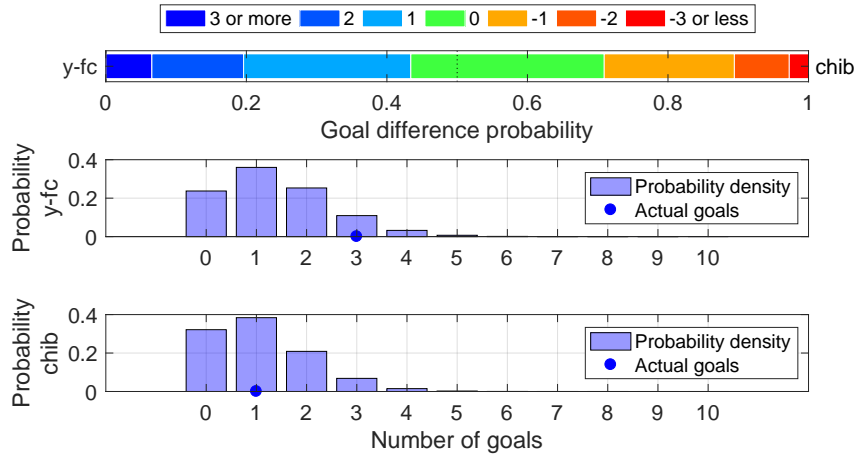 3 or more 2 1 0 -1 -2 -3 or less
y-fc chib
0 0.2 0.4 0.6 0.8 1
Goal difference probability
Probability
y-fc
0.4
0.2
0
Probability density
Actual goals
0 1 2 3 4 5 6 7 8 9 10
Probability
chib
0.4
0.2
0
Probability density
Actual goals
0 1 2 3 4 5 6 7 8 9 10
Number of goals